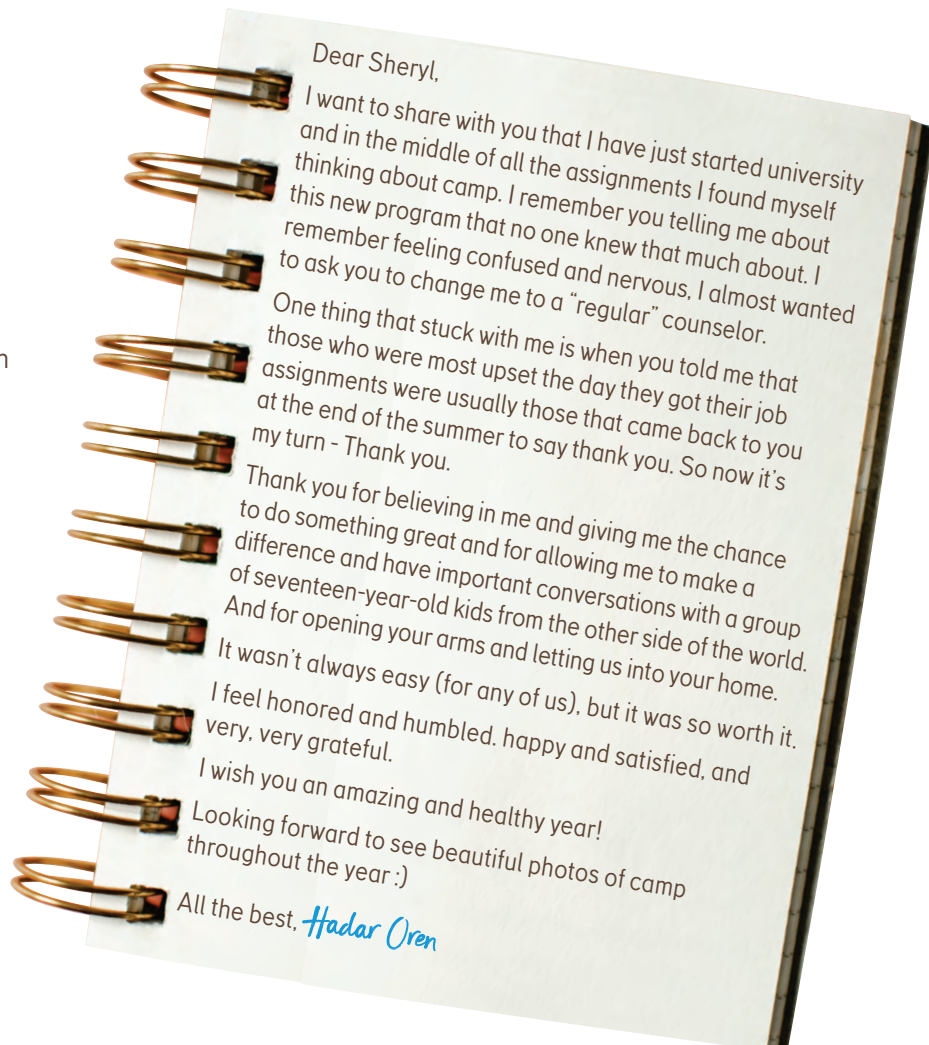 Dear Sheryl,
I want to share with you that I have just started university
and in the middle of all the assignments I found myself
thinking about camp. I remember you telling me about
this new program that no one knew that much about. I
remember feeling confused and nervous, I almost wanted
to ask you to change me to a “regular” counselor.
One thing that stuck with me is when you told me that
those who were most upset the day they got their job
assignments were usually those that came back to you
at the end of the summer to say thank you. So now it’s
my turn - Thank you.
Thank you for believing in me and giving me the chance
to do something great and for allowing me to make a
difference and have important conversations with a group
of seventeen-year-old kids from the other side of the world.
And for opening your arms and letting us into your home.
It wasn’t always easy (for any of us), but it was so worth it.
I feel honored and humbled. happy and satisfied, and
very, very grateful.
I wish you an amazing and healthy year!
Looking forward to see beautiful photos of camp
throughout the year :)
All the best, Hadar Oren